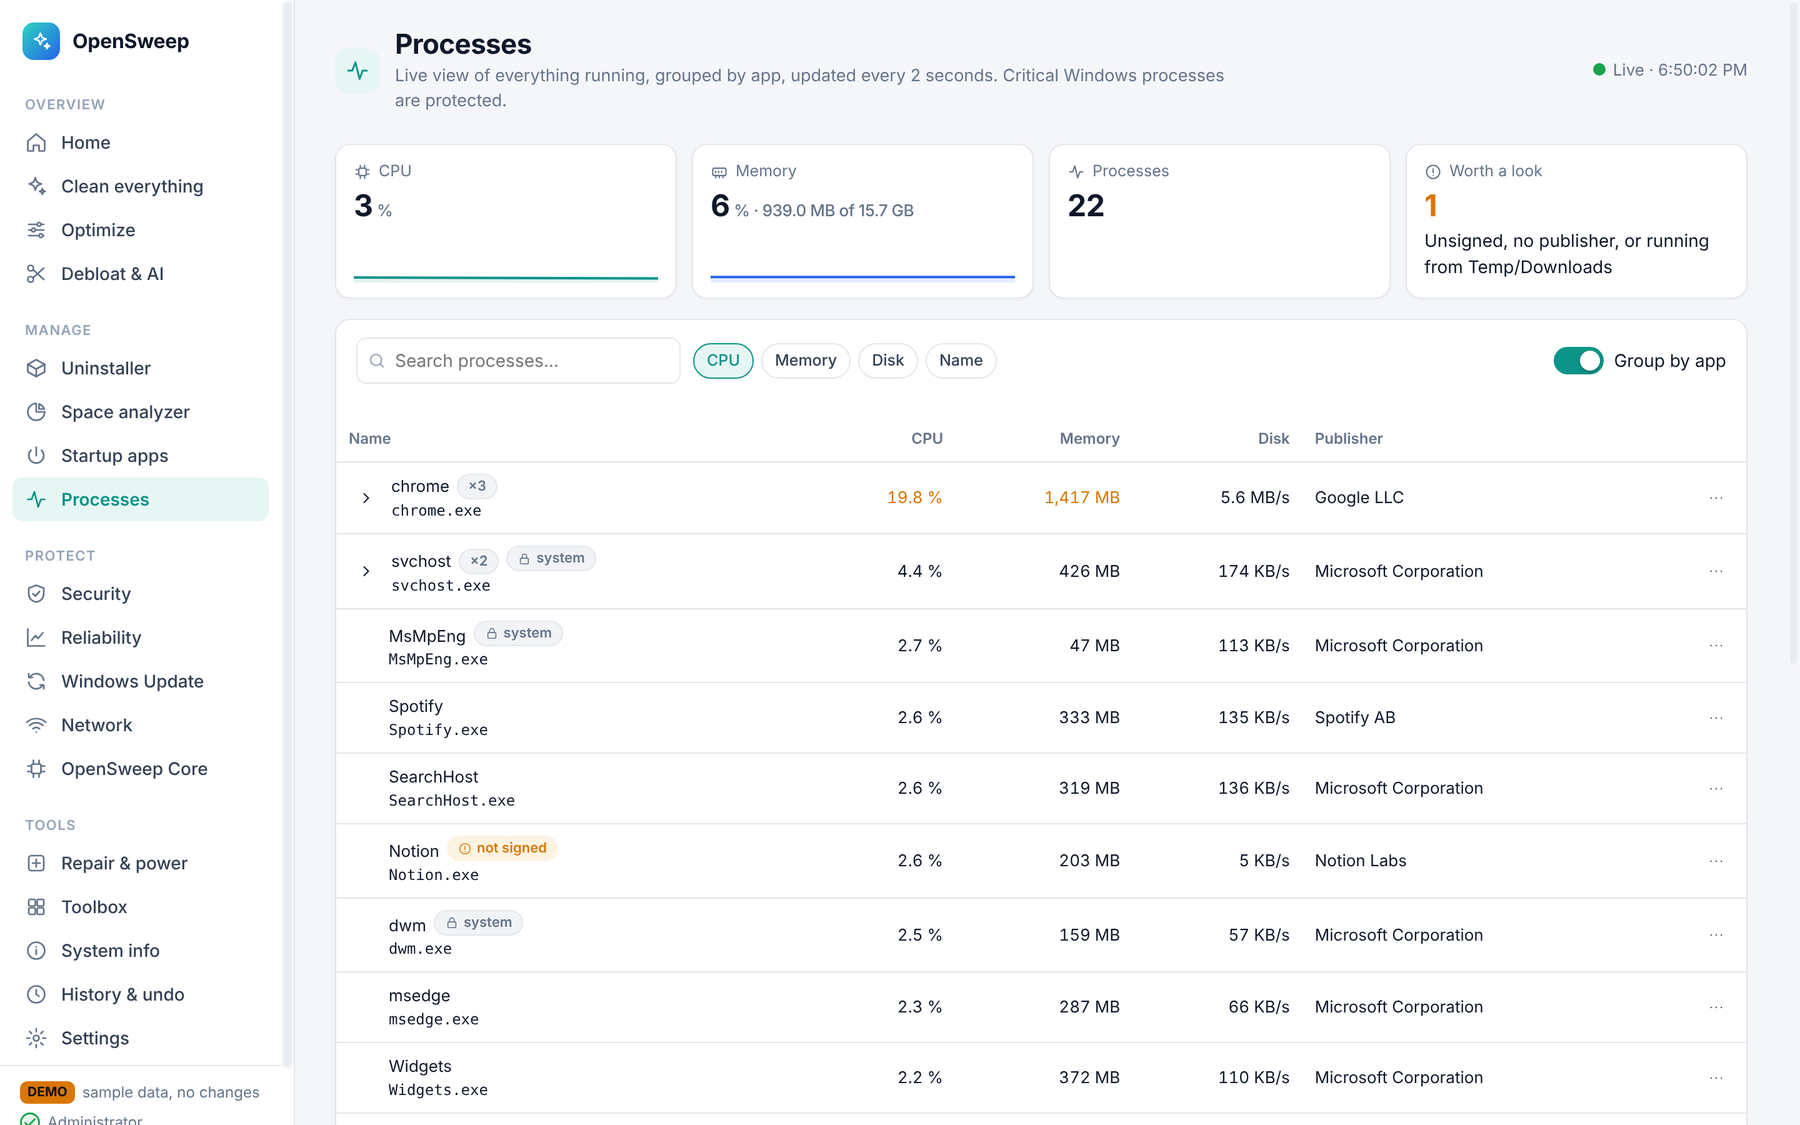 OpenSweep
OVERVIEW
Home
Clean everything
Optimize
Debloat & AI
MANAGE
Uninstaller
Space analyzer
Startup apps
Processes
PROTECT
Security
Reliability
Windows Update
Network
OpenSweep Core
TOOLS
Repair & power
Toolbox
System info
History & undo
Settings
DEMO sample data, no changes
Administrator
Processes
Live view of everything running, grouped by app, updated every 2 seconds. Critical Windows processes
are protected.
Live · 6:50:02 PM
CPU
3 %
Memory
6 % · 939.0 MB of 15.7 GB
Processes
22
Worth a look
1
Unsigned, no publisher, or running
from Temp/Downloads
Search processes...
CPU
Memory
Disk
Name
Group by app
Name CPU Memory Disk Publisher
chrome ×3
chrome.exe
19.8 % 1,417 MB 5.6 MB/s Google LLC ...
svchost ×2 system
svchost.exe
4.4 % 426 MB 174 KB/s Microsoft Corporation ...
MsMpEng system
MsMpEng.exe
2.7 % 47 MB 113 KB/s Microsoft Corporation ...
Spotify
Spotify.exe
2.6 % 333 MB 135 KB/s Spotify AB ...
SearchHost
SearchHost.exe
2.6 % 319 MB 136 KB/s Microsoft Corporation ...
Notion not signed
Notion.exe
2.6 % 203 MB 5 KB/s Notion Labs ...
dwm system
dwm.exe
2.5 % 159 MB 57 KB/s Microsoft Corporation ...
msedge
msedge.exe
2.3 % 287 MB 66 KB/s Microsoft Corporation ...
Widgets
Widgets.exe
2.2 % 372 MB 110 KB/s Microsoft Corporation ...